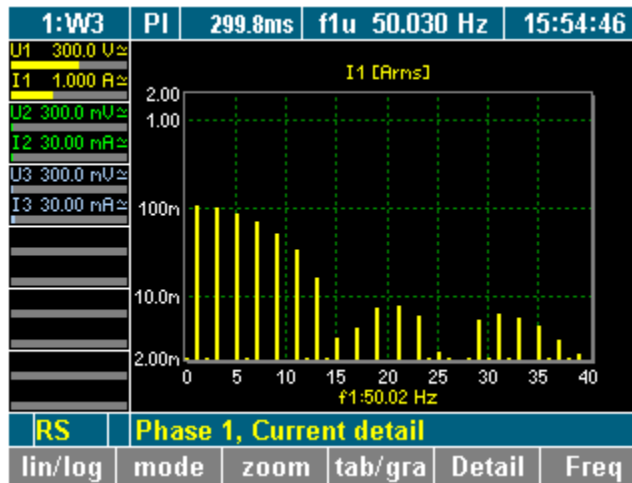 1:W3 PI 299.8ms f1u 50.030 Hz 15:54:46
U1 300.0 V≃
I1 1.000 A≃
U2 300.0 mV≃
I2 30.00 mA≃
U3 300.0 mV≃
I3 30.00 mA≃
I1 [Arms]
2.00
1.00
100m
10.0m
2.00m
0 5 10 15 20 25 30 35 40
f1:50.02 Hz
RS Phase 1, Current detail
lin/log mode zoom tab/gra Detail Freq